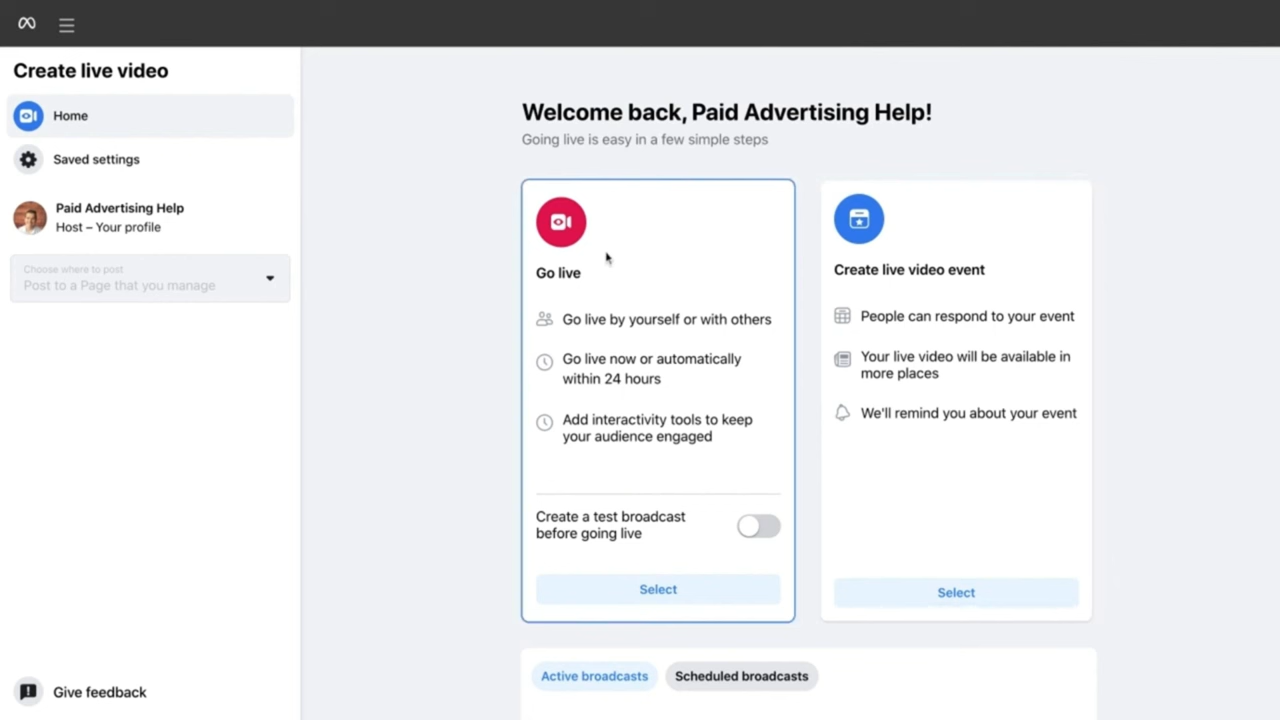 Create live video
Home
Saved settings
Paid Advertising Help
Host – Your profile
Choose where to post
Post to a Page that you manage
Give feedback
Welcome back, Paid Advertising Help!
Going live is easy in a few simple steps
Go live
Go live by yourself or with others
Go live now or automatically
within 24 hours
Add interactivity tools to keep
your audience engaged
Create a test broadcast
before going live
Select
Create live video event
People can respond to your event
Your live video will be available in
more places
We'll remind you about your event
Select
Active broadcasts
Scheduled broadcasts